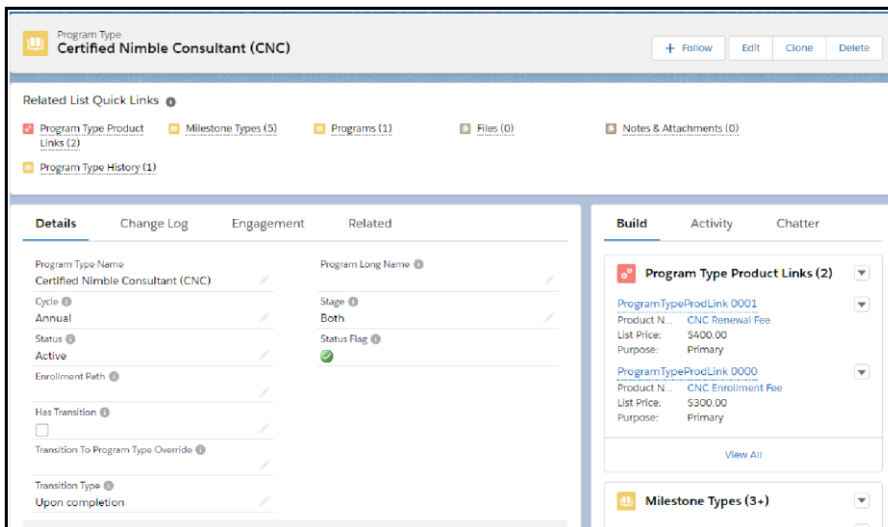 Program Type
Certified Nimble Consultant (CNC)
+ Follow
Edit
Clone
Delete
Related List Quick Links
Program Type Product Links (2)
Milestone Types (5)
Programs (1)
Files (0)
Notes & Attachments (0)
Program Type History (1)
Details
Change Log
Engagement
Related
Program Type Name
Certified Nimble Consultant (CNC)
Program Long Name
Cycle
Annual
Stage
Both
Status
Active
Status Flag
Enrollment Path
Has Transition
Transition To Program Type Override
Transition Type
Upon completion
Build
Activity
Chatter
Program Type Product Links (2)
ProgramTypeProdLink 0001
Product N... CNC Renewal Fee
List Price: $400.00
Purpose: Primary
ProgramTypeProdLink 0000
Product N... CNC Enrollment Fee
List Price: $300.00
Purpose: Primary
View All
Milestone Types (3+)